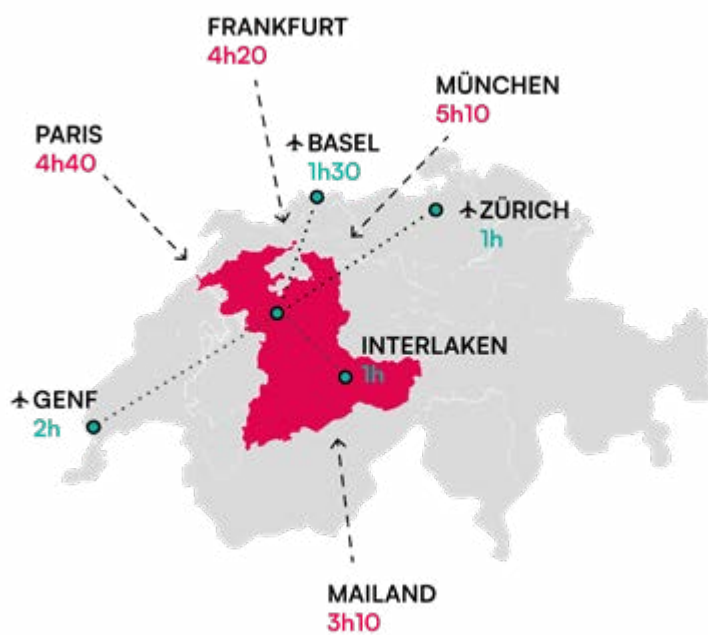 FRANKFURT
4h20
MÜNCHEN
5h10
PARIS
4h40
BASEL
1h30
ZÜRICH
1h
INTERLAKEN
1h
GENF
2h
MAILAND
3h10